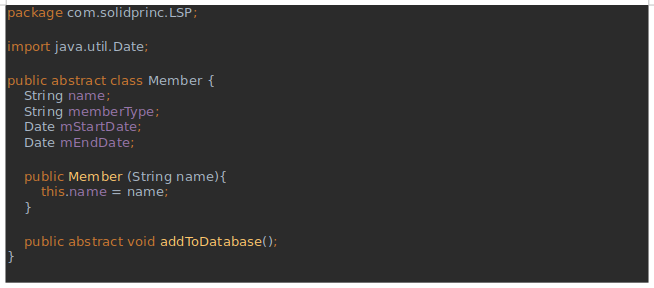 package com.solidprinc.LSP;
import java.util.Date;
public abstract class Member {
String name;
String memberType;
Date mStartDate;
Date mEndDate;
public Member (String name){
this.name = name;
}
public abstract void addToDatabase();
}